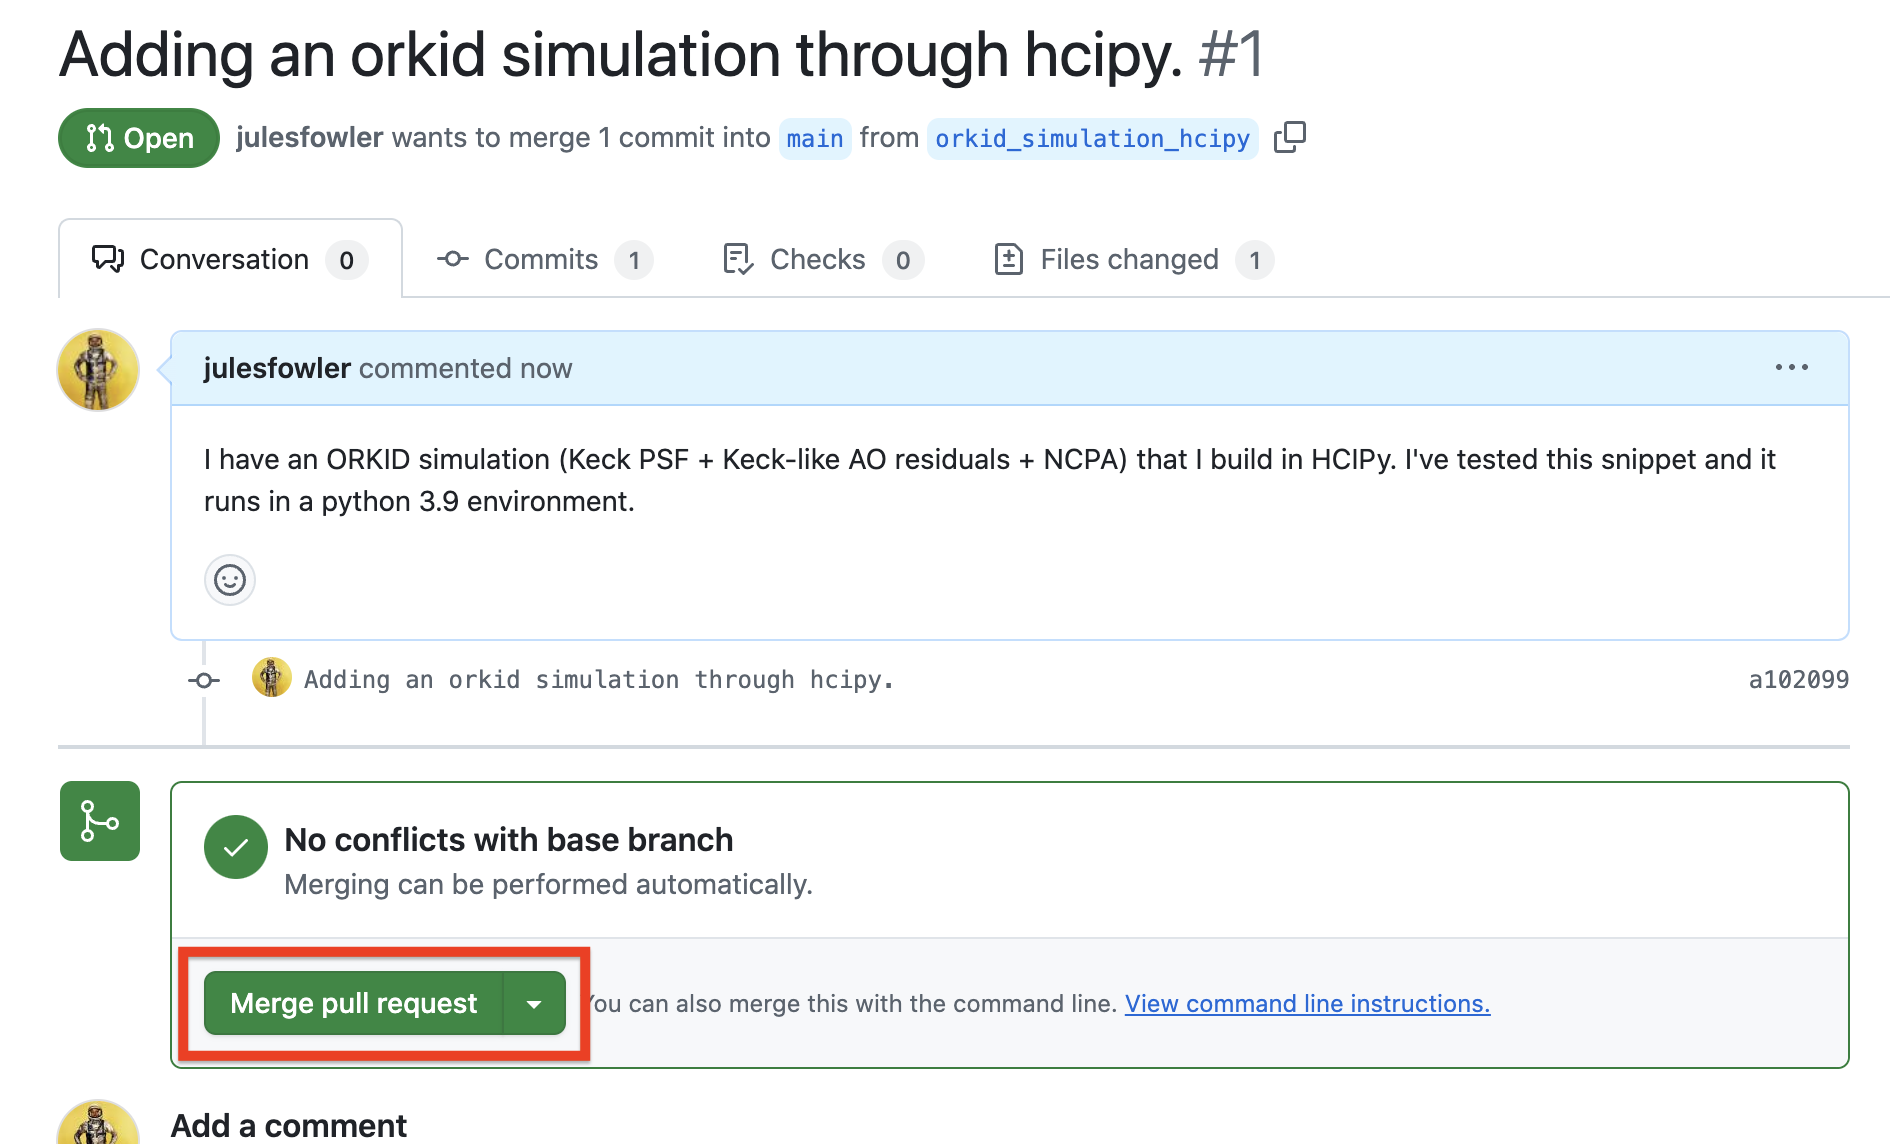 Adding an orkid simulation through hcipy. #1
Open julesfowler wants to merge 1 commit into main from orkid_simulation_hcipy
Conversation 0 Commits 1 Checks 0 Files changed 1
julesfowler commented now
I have an ORKID simulation (Keck PSF + Keck-like AO residuals + NCPA) that I build in HCIPy. I've tested this snippet and it
runs in a python 3.9 environment.
Adding an orkid simulation through hcipy. a102099
No conflicts with base branch
Merging can be performed automatically.
Merge pull request You can also merge this with the command line. View command line instructions.
Add a comment